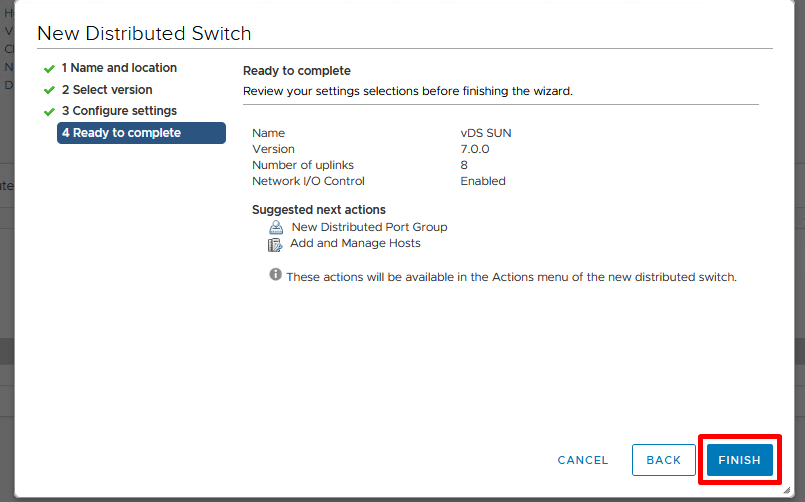 New Distributed Switch
1 Name and location
2 Select version
3 Configure settings
4 Ready to complete
Ready to complete
Review your settings selections before finishing the wizard.
Name vDS SUN
Version 7.0.0
Number of uplinks 8
Network I/O Control Enabled
Suggested next actions
New Distributed Port Group
Add and Manage Hosts
These actions will be available in the Actions menu of the new distributed switch.
CANCEL BACK FINISH